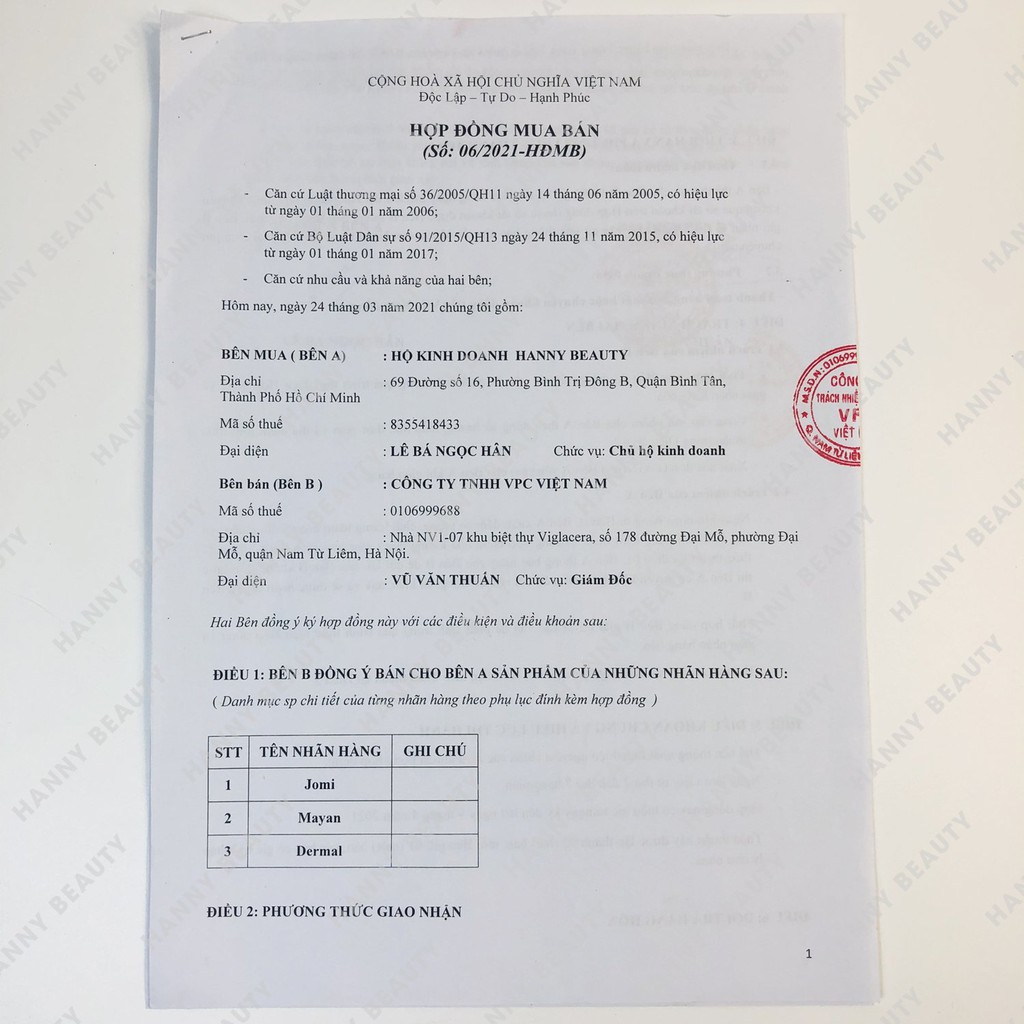 CỘNG HOÀ XÃ HỘI CHỦ NGHĨA VIỆT NAM
Độc Lập – Tự Do – Hạnh Phúc
HỢP ĐỒNG MUA BÁN
(Số: 06/2021-HĐMB)
- Căn cứ Luật thương mại số 36/2005/QH11 ngày 14 tháng 06 năm 2005, có hiệu lực
từ ngày 01 tháng 01 năm 2006;
- Căn cứ Bộ Luật Dân sự số 91/2015/QH13 ngày 24 tháng 11 năm 2015, có hiệu lực
từ ngày 01 tháng 01 năm 2017;
- Căn cứ nhu cầu và khả năng của hai bên;
Hôm nay, ngày 24 tháng 03 năm 2021 chúng tôi gồm:
BÊN MUA ( BÊN A) : HỘ KINH DOANH HANNY BEAUTY
Địa chỉ : 69 Đường số 16, Phường Bình Trị Đông B, Quận Bình Tân,
Thành Phố Hồ Chí Minh
Mã số thuế : 8355418433
Đại diện : LÊ BÁ NGỌC HÂN Chức vụ: Chủ hộ kinh doanh
Bên bán (Bên B ) : CÔNG TY TNHH VPC VIỆT NAM
Mã số thuế : 0106999688
Địa chỉ : Nhà NV1-07 khu biệt thự Viglacera, số 178 đường Đại Mỗ, phường Đại
Mỗ, quận Nam Từ Liêm, Hà Nội.
Đại diện : VŨ VĂN THUÁN Chức vụ: Giám Đốc
Hai Bên đồng ý ký hợp đồng này với các điều kiện và điều khoản sau:
ĐIỀU 1: BÊN B ĐỒNG Ý BÁN CHO BÊN A SẢN PHẨM CỦA NHỮNG NHÃN HÀNG SAU:
( Danh mục sp chi tiết của từng nhãn hàng theo phụ lục đính kèm hợp đồng )
STT TÊN NHÃN HÀNG GHI CHÚ
1 Jomi
2 Mayan
3 Dermal
ĐIỀU 2: PHƯƠNG THỨC GIAO NHẬN
1
M.S.D.N: 010699
CÔNG
TRÁCH NHIỆ
VP
VIỆT
Q. NAM TỪ LIÊ
HANNY BEAUTY